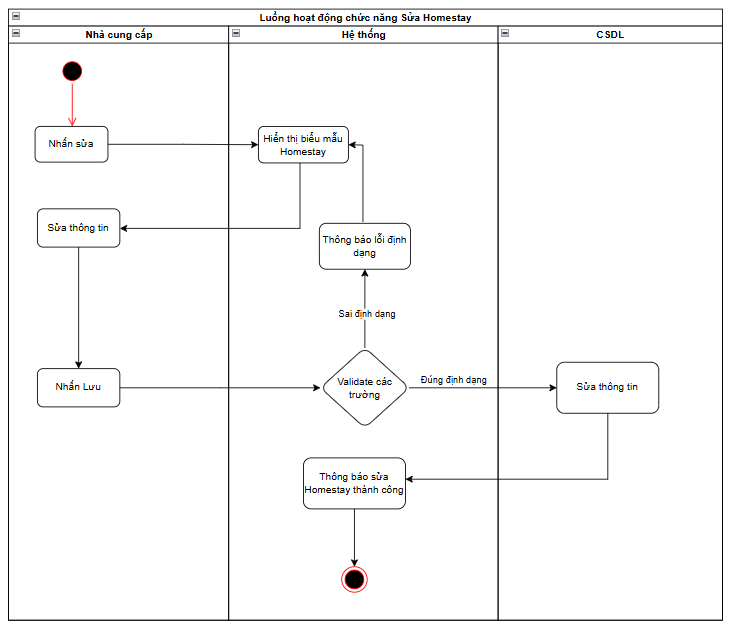 Luồng hoạt động chức năng Sửa Homestay
Nhà cung cấp
Hệ thống
CSDL
Nhấn sửa
Hiển thị biểu mẫu
Homestay
Sửa thông tin
Thông báo lỗi định
dạng
Sai định dạng
Nhấn Lưu
Validate các
trường
Đúng định dạng
Sửa thông tin
Thông báo sửa
Homestay thành công